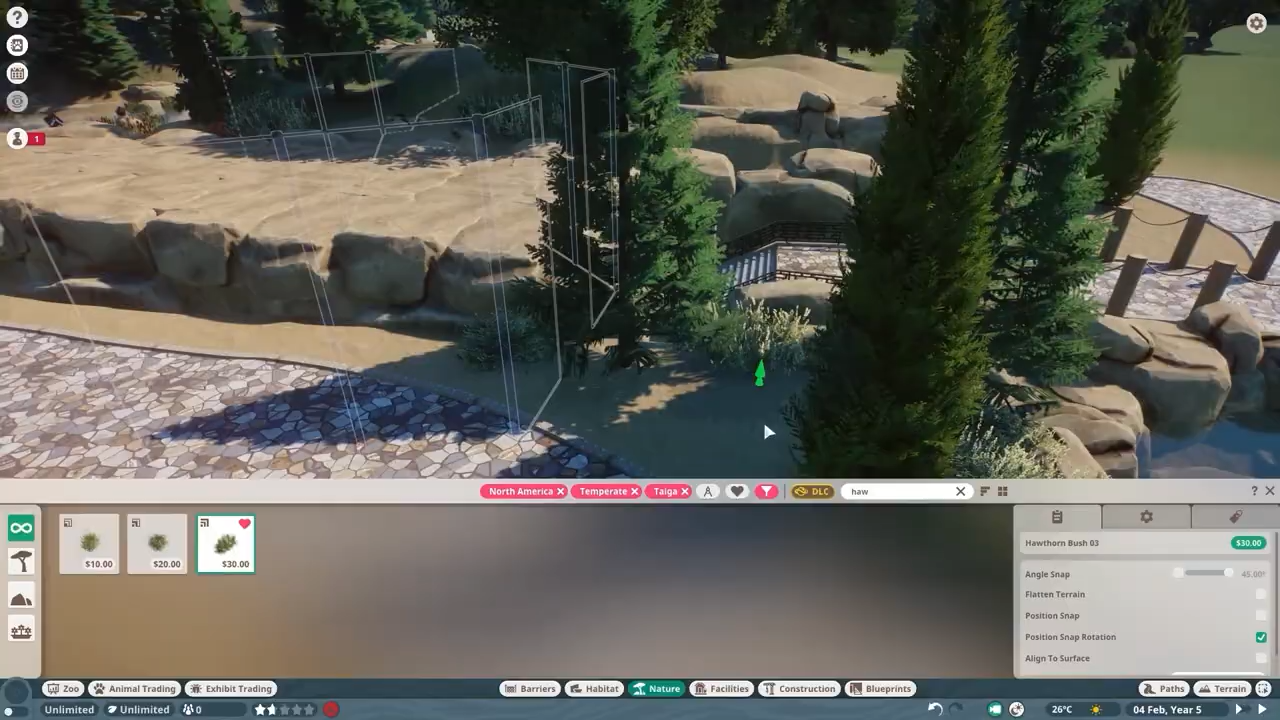 ?
1
North America ×
Temperate ×
Taiga ×
DLC
haw
? ×
$10.00
$20.00
$30.00
Hawthorn Bush 03
$30.00
Angle Snap
45.00°
Flatten Terrain
Position Snap
Position Snap Rotation
Align To Surface
Zoo
Animal Trading
Exhibit Trading
Barriers
Habitat
Nature
Facilities
Construction
Blueprints
Paths
Terrain
Unlimited
Unlimited
0
26°C
04 Feb, Year 5